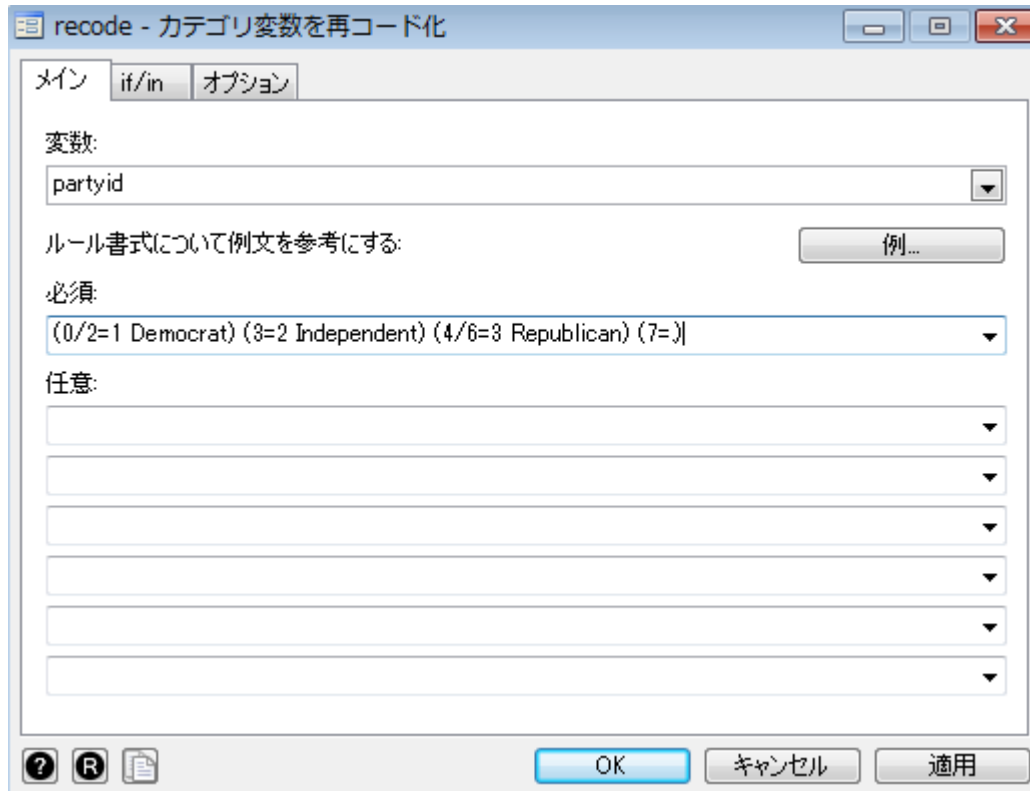 recode - カテゴリ変数を再コード化
メイン if/in オプション
変数:
partyid
ルール書式について例文を参考にする:
例...
必須:
(0/2=1 Democrat) (3=2 Independent) (4/6=3 Republican) (7=.)
任意:
? R OK キャンセル 適用